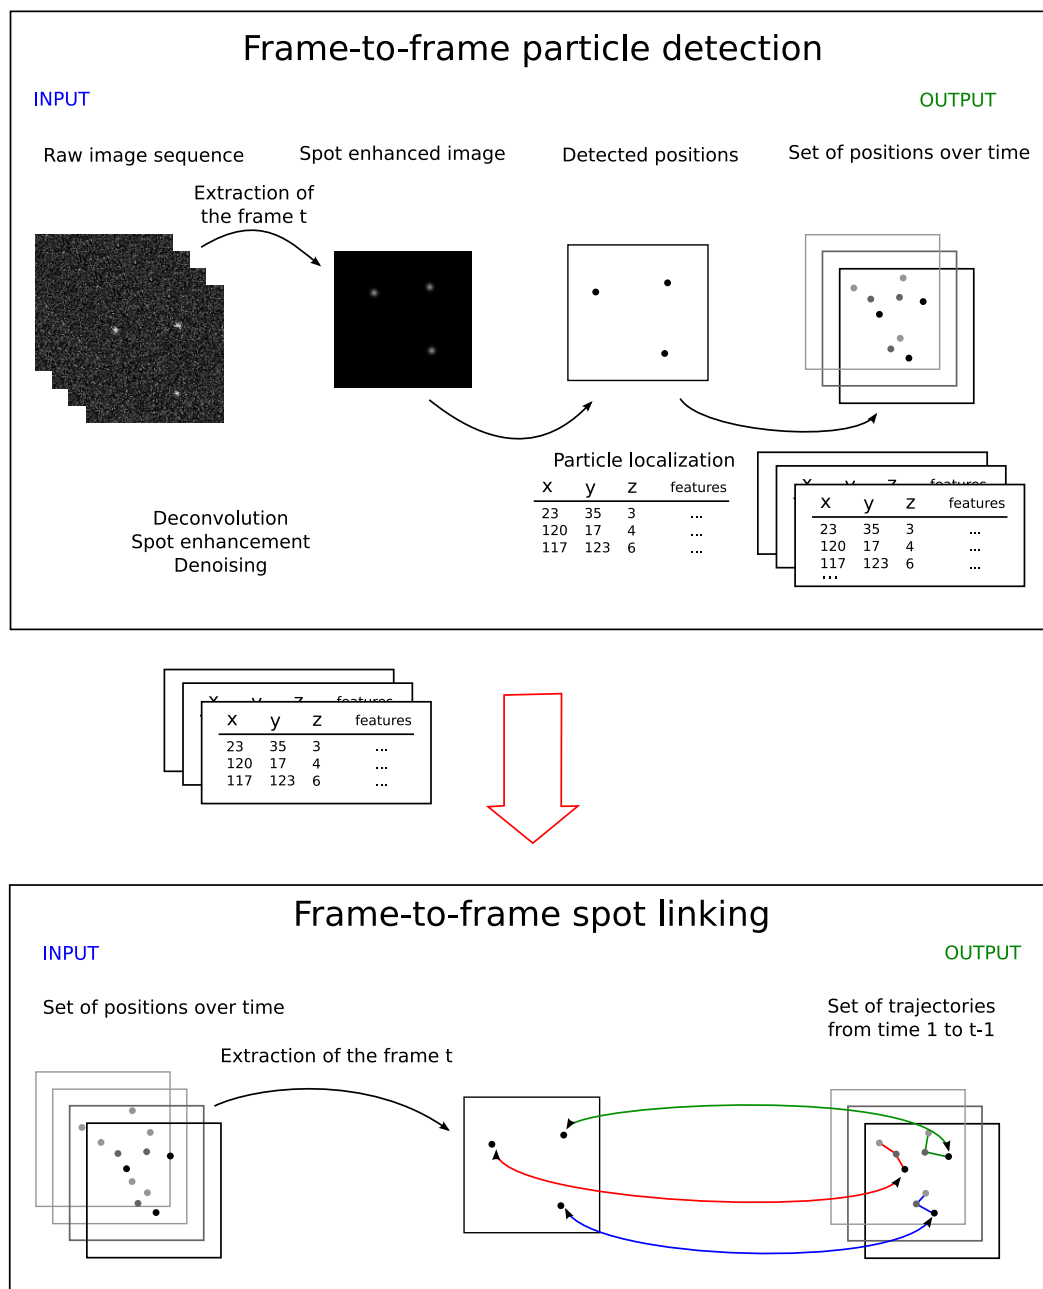 Frame-to-frame particle detection
INPUT
OUTPUT
Raw image sequence
Spot enhanced image
Detected positions
Set of positions over time
Extraction of
the frame t
Deconvolution
Spot enhancement
Denoising
Particle localization
x y z features
23 35 3 ...
120 17 4 ...
117 123 6 ...
x y z features
x y z features
23 35 3 ...
120 17 4 ...
117 123 6 ...
...
x y z features
x y z features
23 35 3 ...
120 17 4 ...
117 123 6 ...
Frame-to-frame spot linking
INPUT
OUTPUT
Set of positions over time
Set of trajectories
from time 1 to t-1
Extraction of the frame t